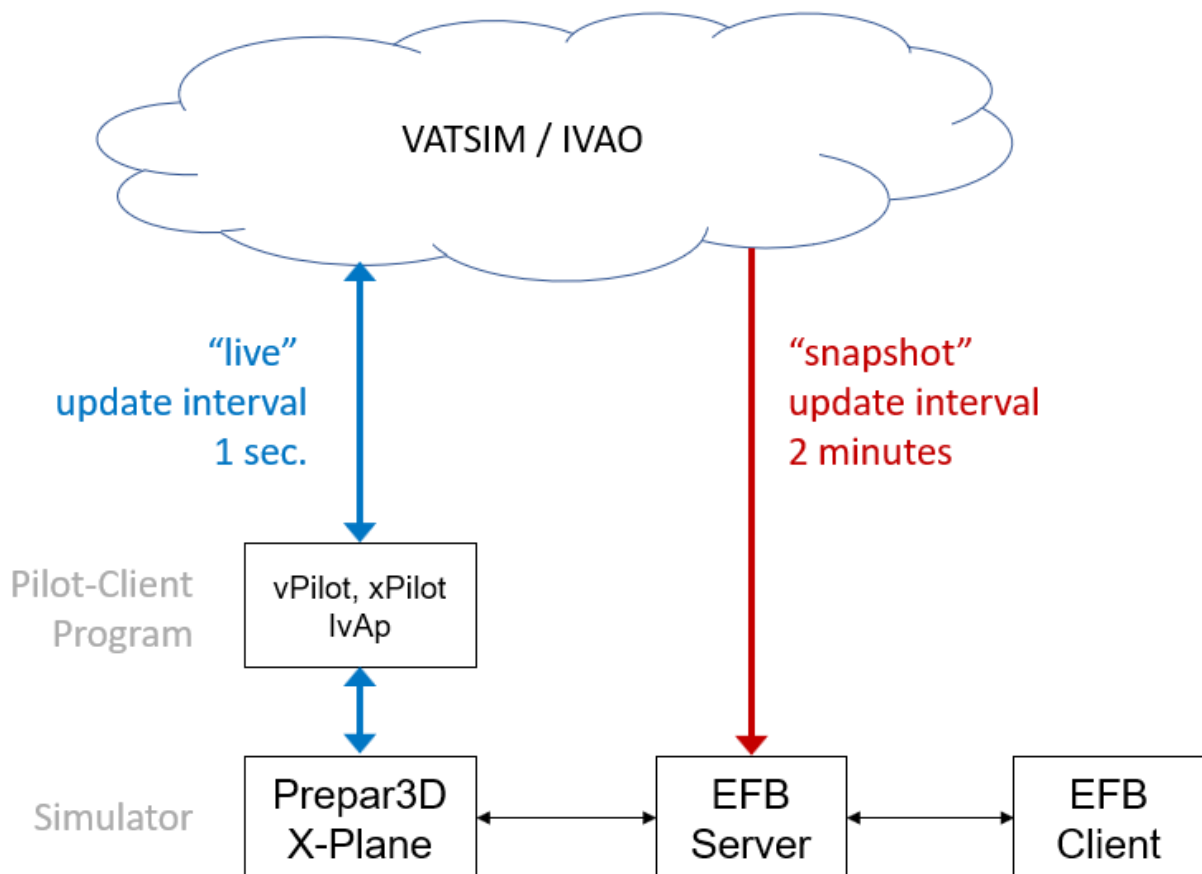 VATSIM / IVAO
“live”
update interval
1 sec.
“snapshot”
update interval
2 minutes
Pilot-Client
Program
vPilot, xPilot
IvAp
Simulator
Prepar3D
X-Plane
EFB
Server
EFB
Client